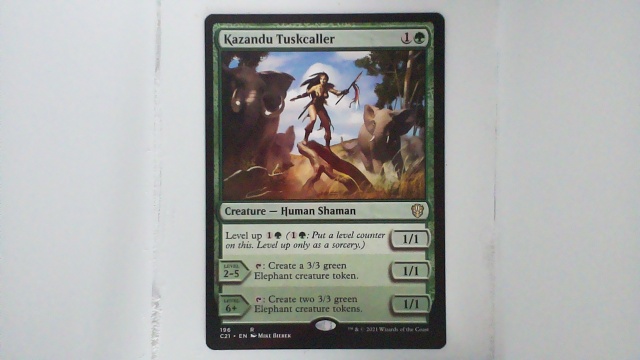 Kazandu Tuskcaller 1
Creature — Human Shaman
Level up 1 (1: Put a level counter
on this. Level up only as a sorcery.)
1/1
LEVEL
2-5
: Create a 3/3 green
Elephant creature token.
1/1
LEVEL
6+
: Create two 3/3 green
Elephant creature tokens.
1/1
196 R
C21 • EN Mike Bierek
™ & © 2021 Wizards of the Coast